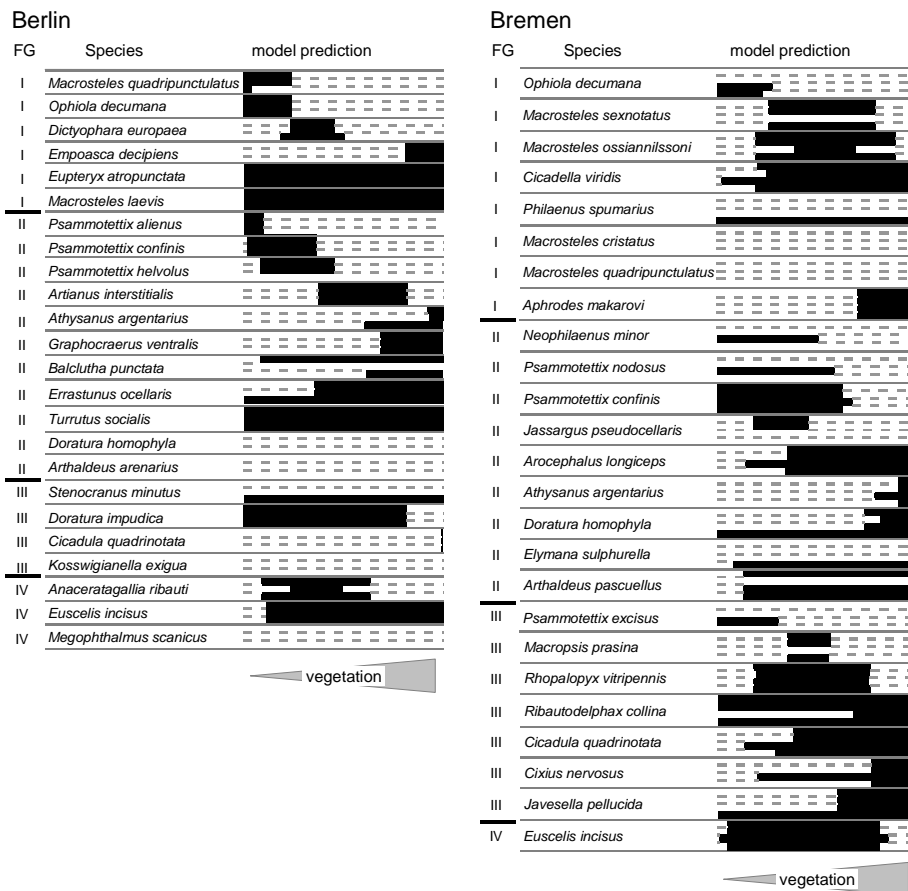 Berlin
FG Species model prediction
I Macrosteles quadripunctulatus
I Ophiola decumana
I Dictyophara europaea
I Empoasca decipiens
I Eupteryx atropunctata
I Macrosteles laevis
II Psammotettix alienus
II Psammotettix confinis
II Psammotettix helvolus
II Artianus interstitialis
II Athysanus argentarius
II Graphocraerus ventralis
II Balclutha punctata
II Errastunus ocellaris
II Turrutus socialis
II Doratura homophyla
II Arthaldeus arenarius
III Stenocranus minutus
III Doratura impudica
III Cicadula quadrinotata
III Kosswigianella exigua
IV Anaceratagallia ribauti
IV Euscelis incisus
IV Megophthalmus scanicus
vegetation
Bremen
FG Species model prediction
I Ophiola decumana
I Macrosteles sexnotatus
I Macrosteles ossiannilssoni
I Cicadella viridis
I Philaenus spumarius
I Macrosteles cristatus
I Macrosteles quadripunctulatus
I Aphrodes makarovi
II Neophilaenus minor
II Psammotettix nodosus
II Psammotettix confinis
II Jassargus pseudocellaris
II Arocephalus longiceps
II Athysanus argentarius
II Doratura homophyla
II Elymana sulphurella
II Arthaldeus pascuellus
III Psammotettix excisus
III Macropsis prasina
III Rhopalopyx vitripennis
III Ribautodelphax collina
III Cicadula quadrinotata
III Cixius nervosus
III Javesella pellucida
IV Euscelis incisus
vegetation